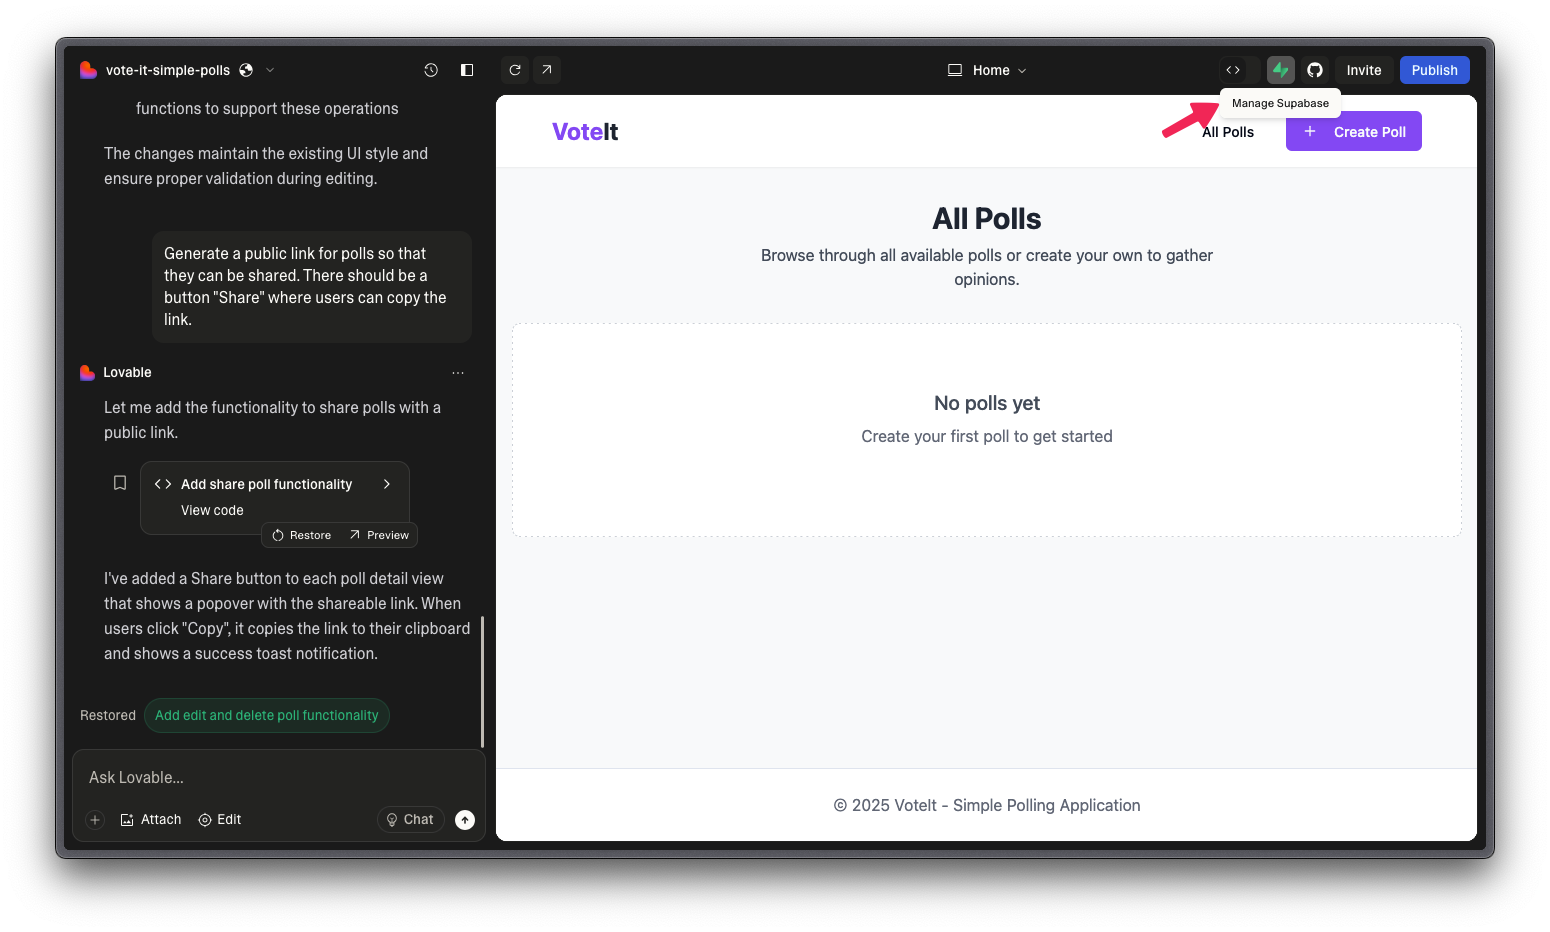 vote-it-simple-polls
Home
Invite
Publish
Manage Supabase
functions to support these operations
The changes maintain the existing UI style and
ensure proper validation during editing.
Generate a public link for polls so that
they can be shared. There should be a
button "Share" where users can copy the
link.
Lovable
Let me add the functionality to share polls with a
public link.
Add share poll functionality
View code
Restore
Preview
I've added a Share button to each poll detail view
that shows a popover with the shareable link. When
users click "Copy", it copies the link to their clipboard
and shows a success toast notification.
Restored
Add edit and delete poll functionality
Ask Lovable...
Attach
Edit
Chat
VoteIt
All Polls
Create Poll
All Polls
Browse through all available polls or create your own to gather
opinions.
No polls yet
Create your first poll to get started
© 2025 VoteIt - Simple Polling Application